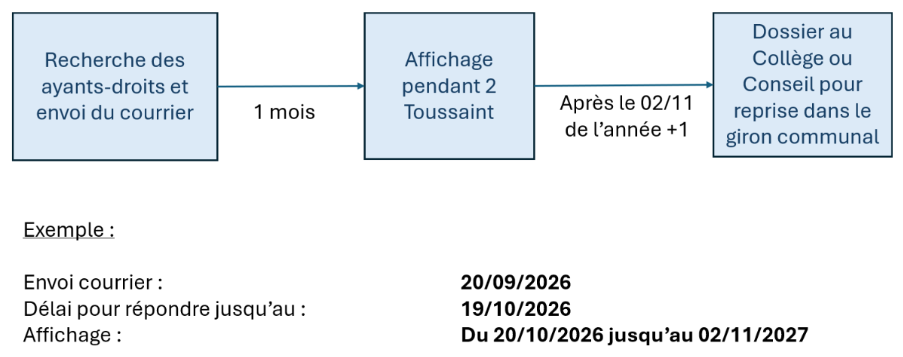 Recherche des
ayants-droits et
envoi du courrier
1 mois
Affichage
pendant 2
Toussaint
Après le 02/11
de l’année +1
Dossier au
Collège ou
Conseil pour
reprise dans le
giron communal
Exemple :
Envoi courrier : 20/09/2026
Délai pour répondre jusqu’au : 19/10/2026
Affichage : Du 20/10/2026 jusqu’au 02/11/2027